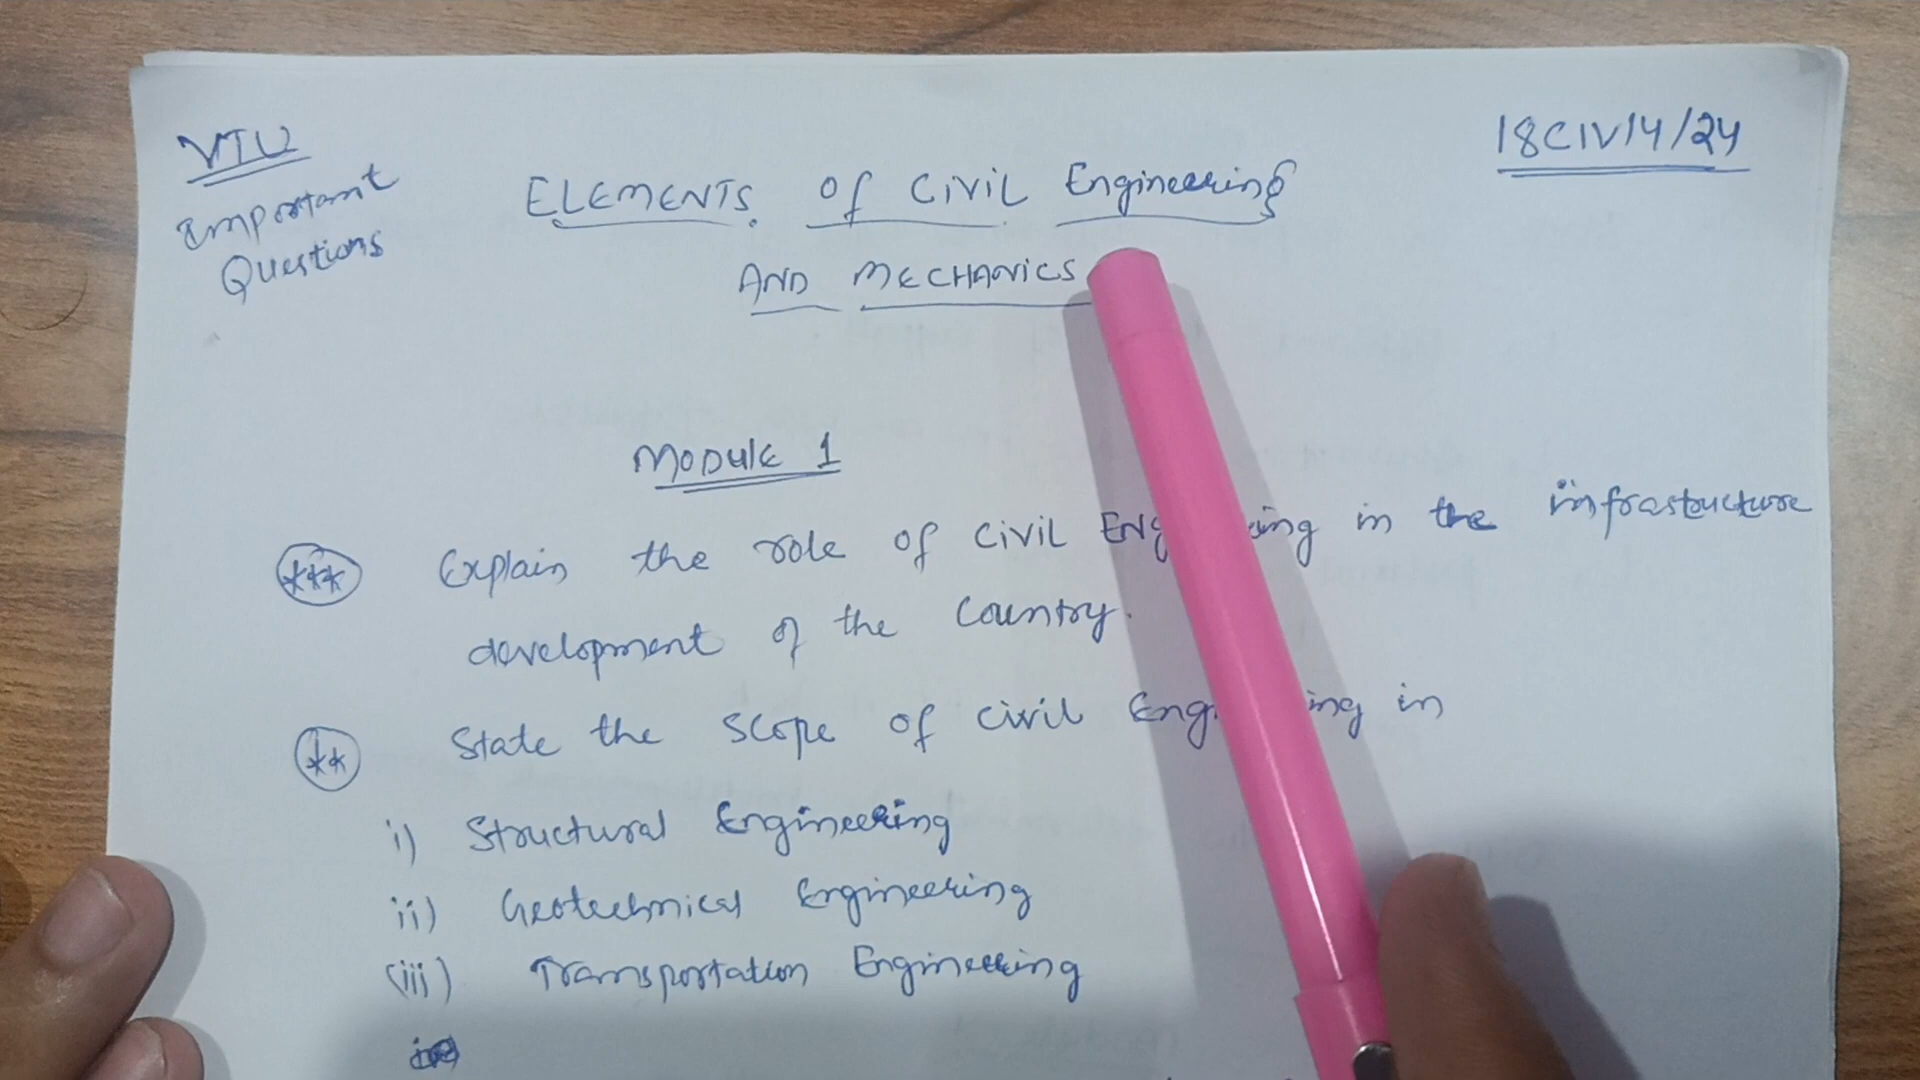 VTU
Important
Questions
18CIV14/24
ELEMENTS of CIVIL Engineering
AND MECHANICS
MODULE 1
*** Explain the role of CIVIL in the infrastucture
development of the Country.
** State the scope of civil in
i) Structural Engineering
ii) Geotechnical Engineering
(iii) Transportation Engineering